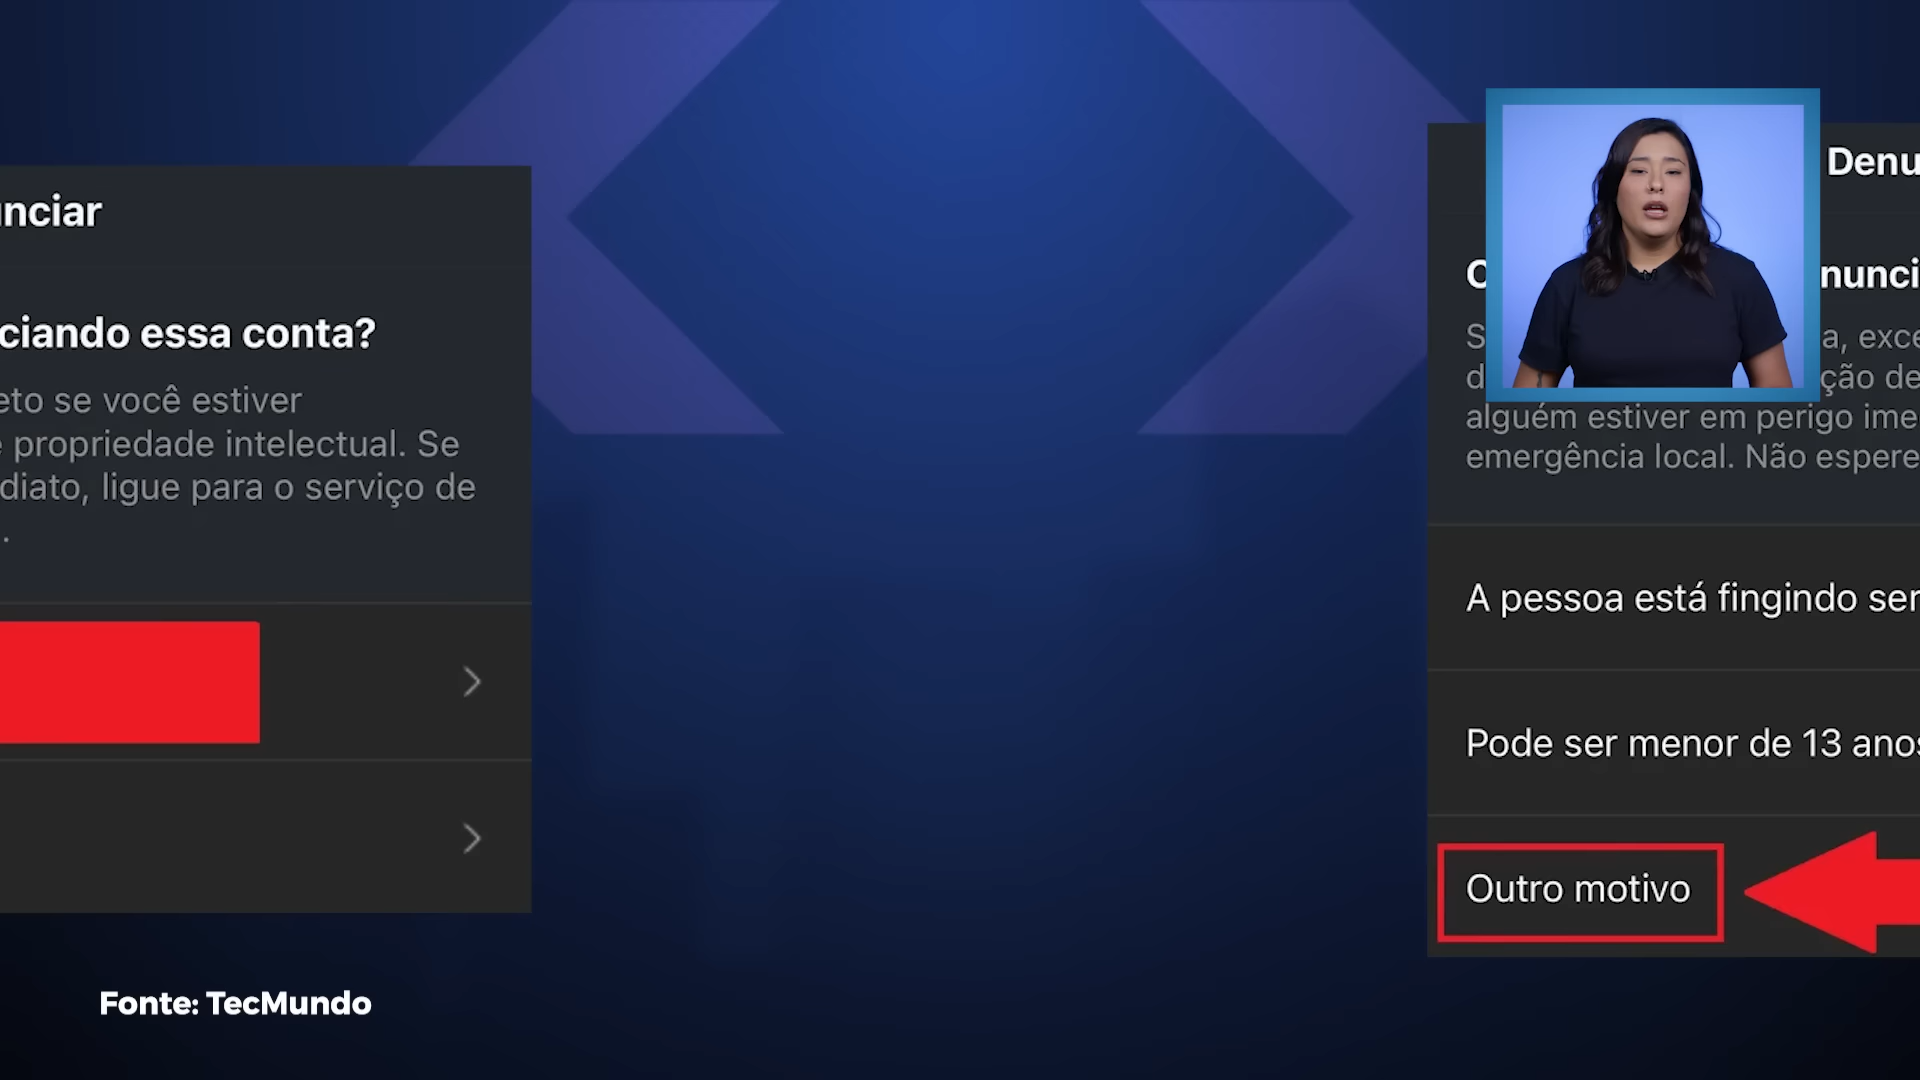 nciar
ciando essa conta?
eto se você estiver
propriedade intelectual. Se
diato, ligue para o serviço de
.
Denu
nunci
a, exce
ção de
alguém estiver em perigo ime
emergência local. Não espere
A pessoa está fingindo ser
Pode ser menor de 13 anos
Outro motivo
Fonte: TecMundo